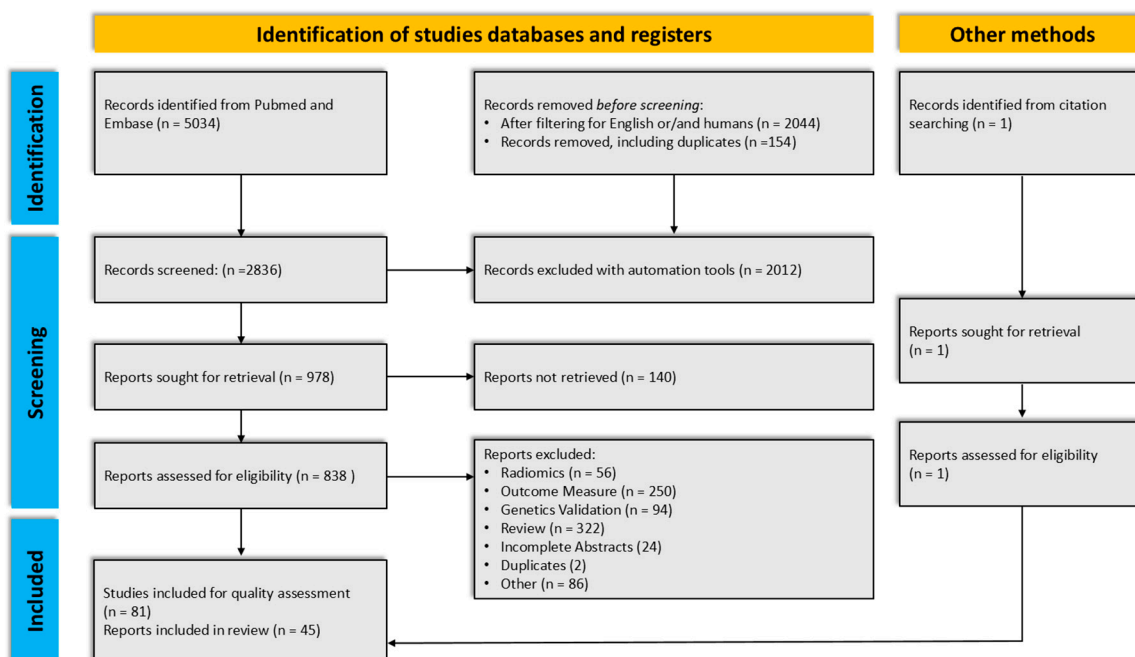 Identification of studies databases and registers
Other methods
Identification
Records identified from Pubmed and
Embase (n = 5034)
Records removed before screening:
• After filtering for English or/and humans (n = 2044)
• Records removed, including duplicates (n =154)
Records identified from citation
searching (n = 1)
Screening
Records screened: (n =2836)
Records excluded with automation tools = 2012)
Reports sought for retrieval (n = 978)
Reports not retrieved (n = 140)
Reports sought for retrieval
(n = 1)
Reports assessed for eligibility (n = 838 )
Reports excluded:
• Radiomics (n = 56)
• Outcome Measure (n = 250)
• Genetics Validation (n = 94)
• Review (n = 322)
• Incomplete Abstracts (24)
• Duplicates (2)
• Other (n = 86)
Reports assessed for eligibility
(n = 1)
Included
Studies included for quality assessment
(n = 81)
Reports included in review (n = 45)